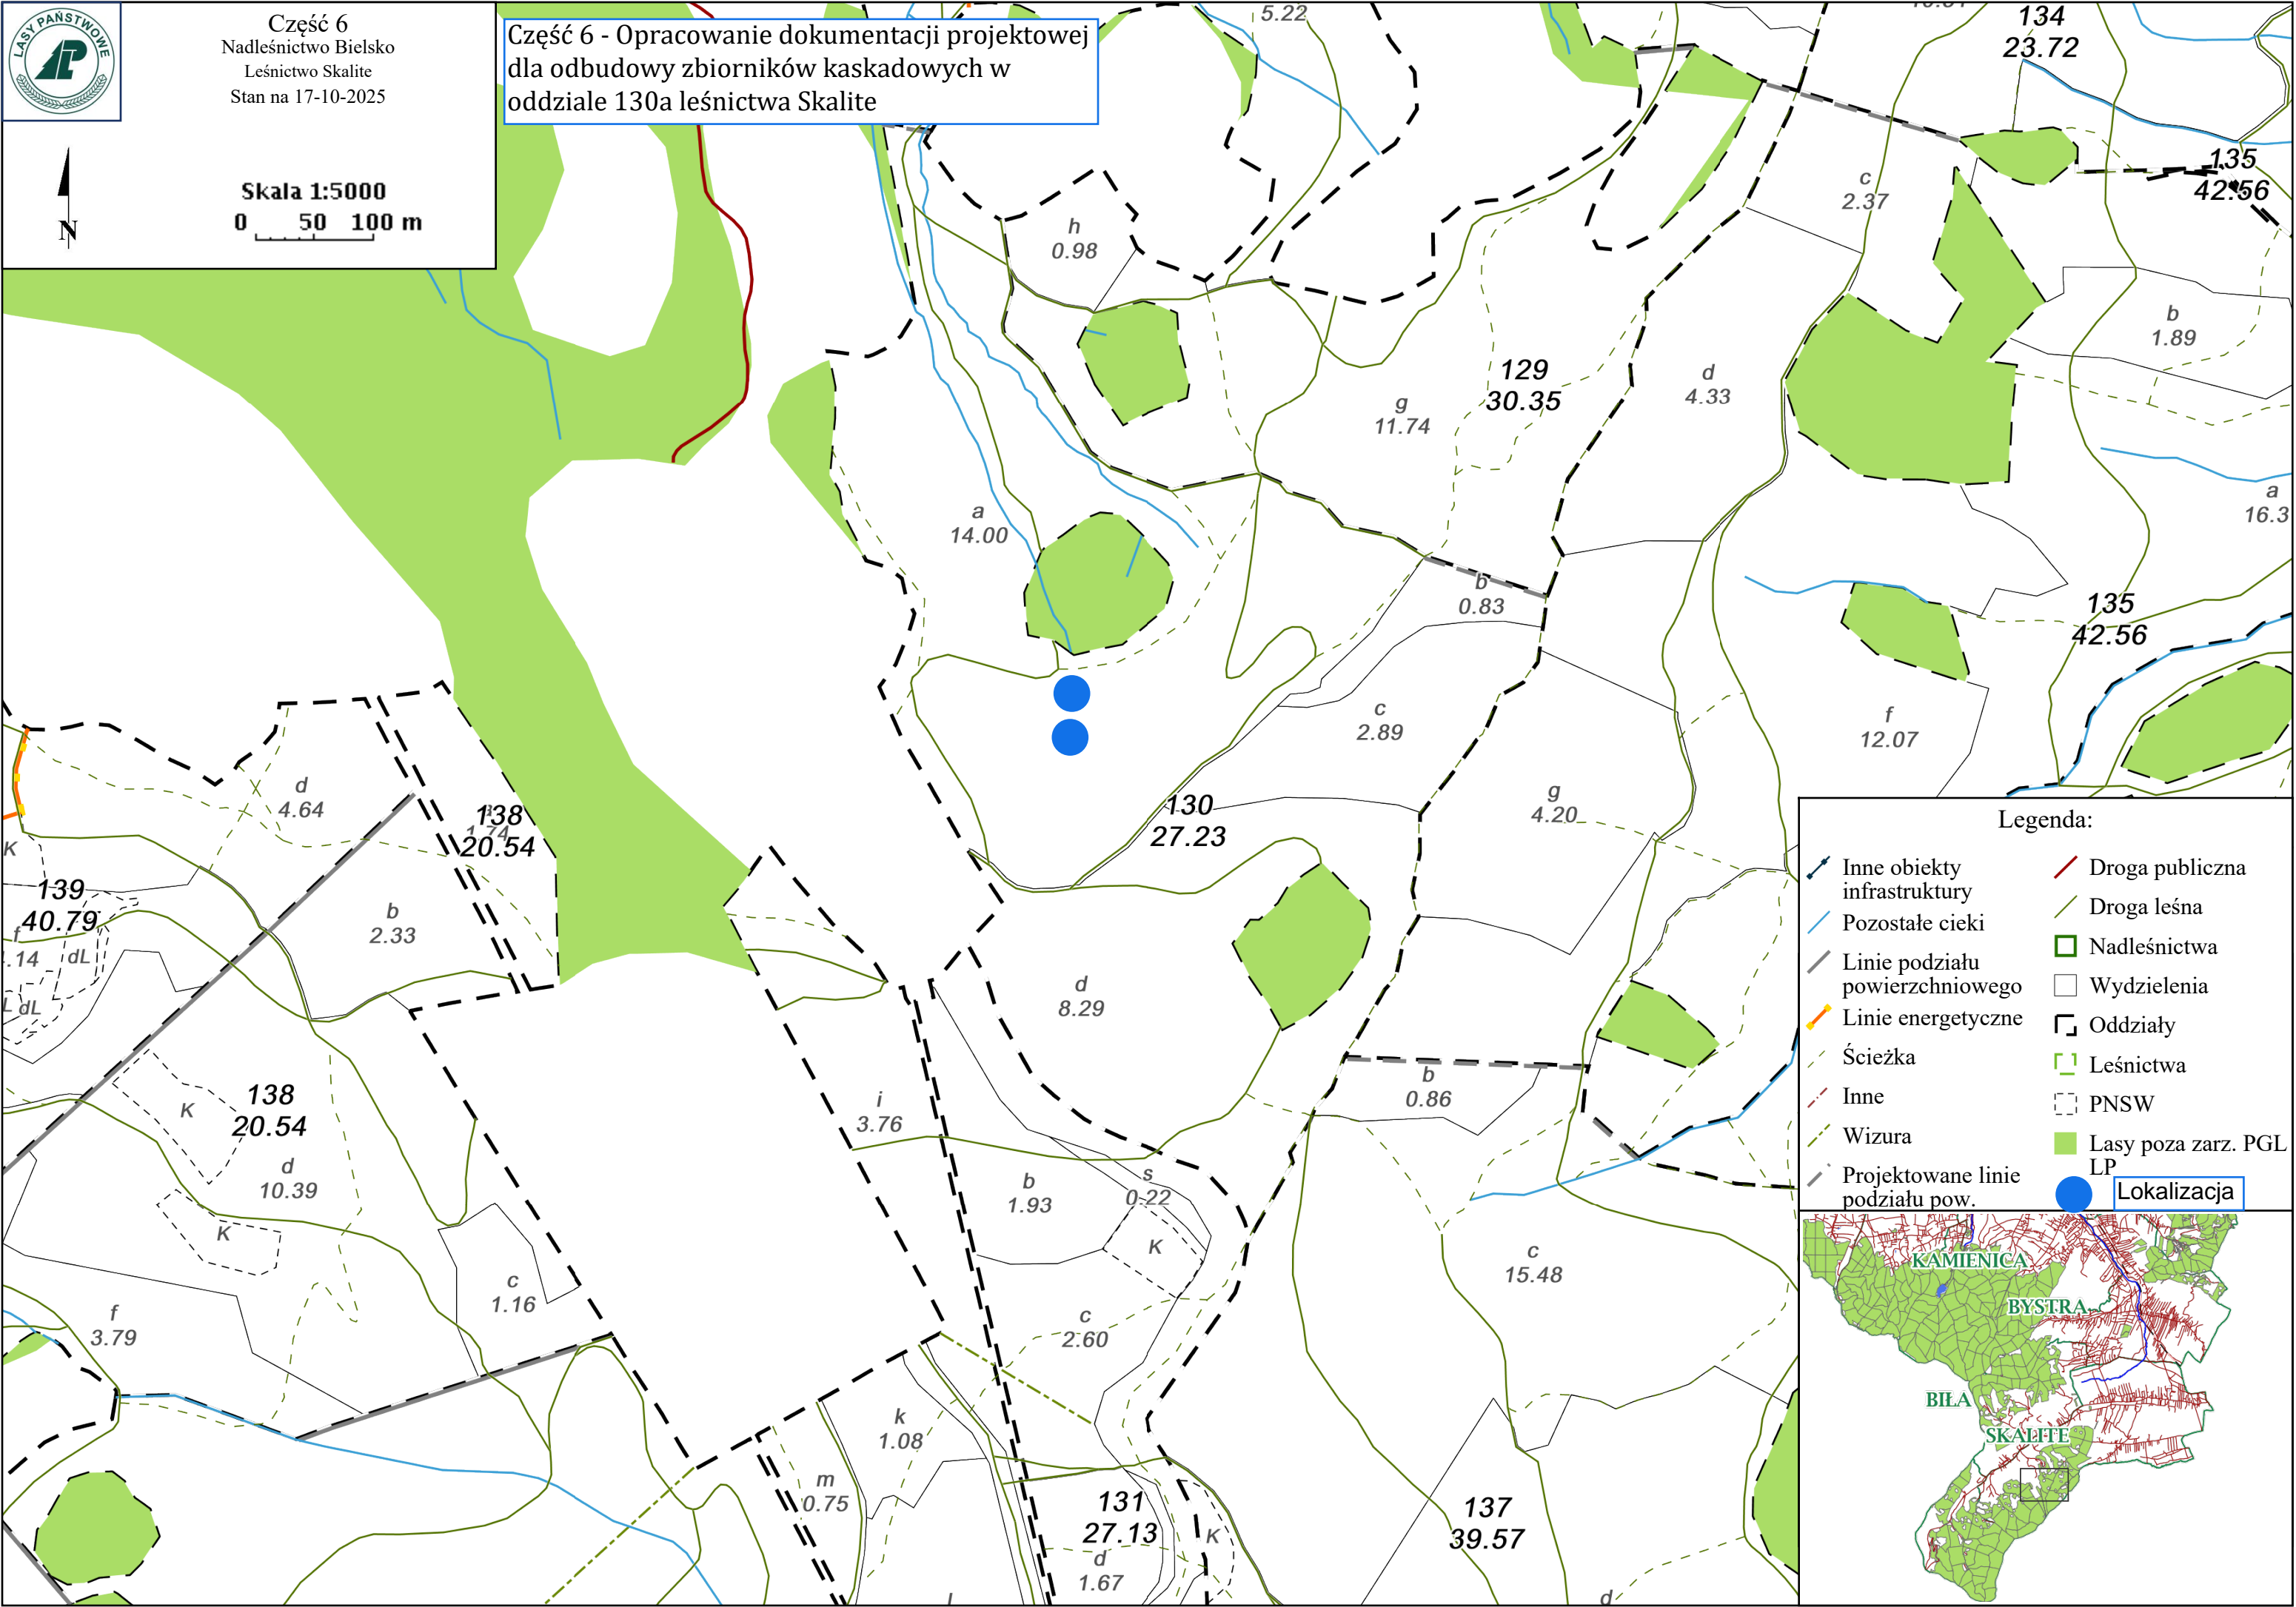 LASY PAŃSTWOWE
Część 6
Nadleśnictwo Bielsko
Leśnictwo Skalite
Stan na 17-10-2025
N
Skala 1:5000
0 50 100 m
Część 6 - Opracowanie dokumentacji projektowej
dla odbudowy zbiorników kaskadowych w
oddziale 130a leśnictwa Skalite
5.22
134
23.72
135
42.56
c
2.37
h
0.98
b
1.89
129
30.35
d
4.33
g
11.74
a
14.00
a
16.3
b
0.83
135
42.56
c
2.89
f
12.07
d
4.64
138
20.54
1.74
130
27.23
g
4.20
K
139
40.79
f
.14
dL
L
dL
b
2.33
d
8.29
138
20.54
K
d
10.39
K
i
3.76
b
0.86
b
1.93
s
0.22
K
c
15.48
c
1.16
f
3.79
c
2.60
k
1.08
m
0.75
131
27.13
d
1.67
K
137
39.57
d
Legenda:
Inne obiekty
infrastruktury
Pozostałe cieki
Linie podziału
powierzchniowego
Linie energetyczne
Ścieżka
Inne
Wizura
Projektowane linie
podziału pow.
Droga publiczna
Droga leśna
Nadleśnictwa
Wydzielenia
Oddziały
Leśnictwa
PNSW
Lasy poza zarz. PGL
LP
Lokalizacja
KAMIENICA
BYSTRA
BIŁA
SKALITE